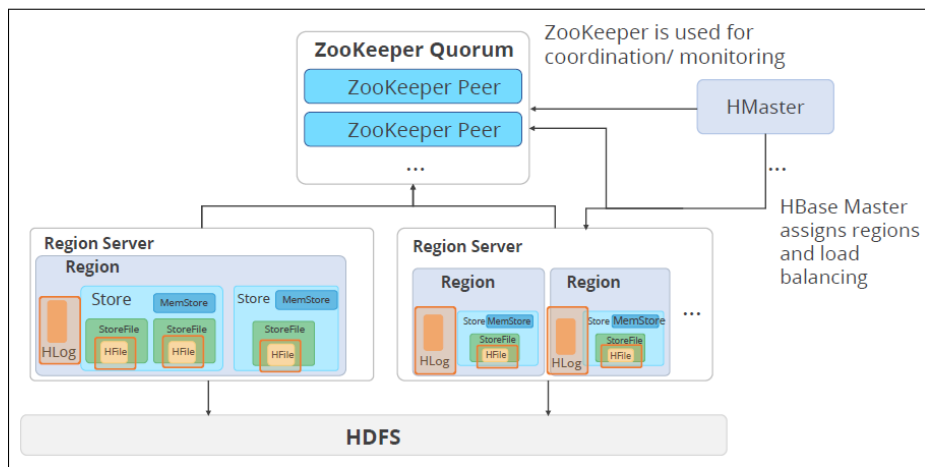 ZooKeeper is used for
coordination/ monitoring
ZooKeeper Quorum
ZooKeeper Peer
ZooKeeper Peer
...
HMaster
...
HBase Master
assigns regions
and load
balancing
Region Server
Region
HLog
Store
MemStore
StoreFile
HFile
StoreFile
HFile
Store
MemStore
StoreFile
HFile
Region Server
Region
HLog
Store
MemStore
StoreFile
HFile
Region
HLog
Store
MemStore
StoreFile
HFile
...
HDFS